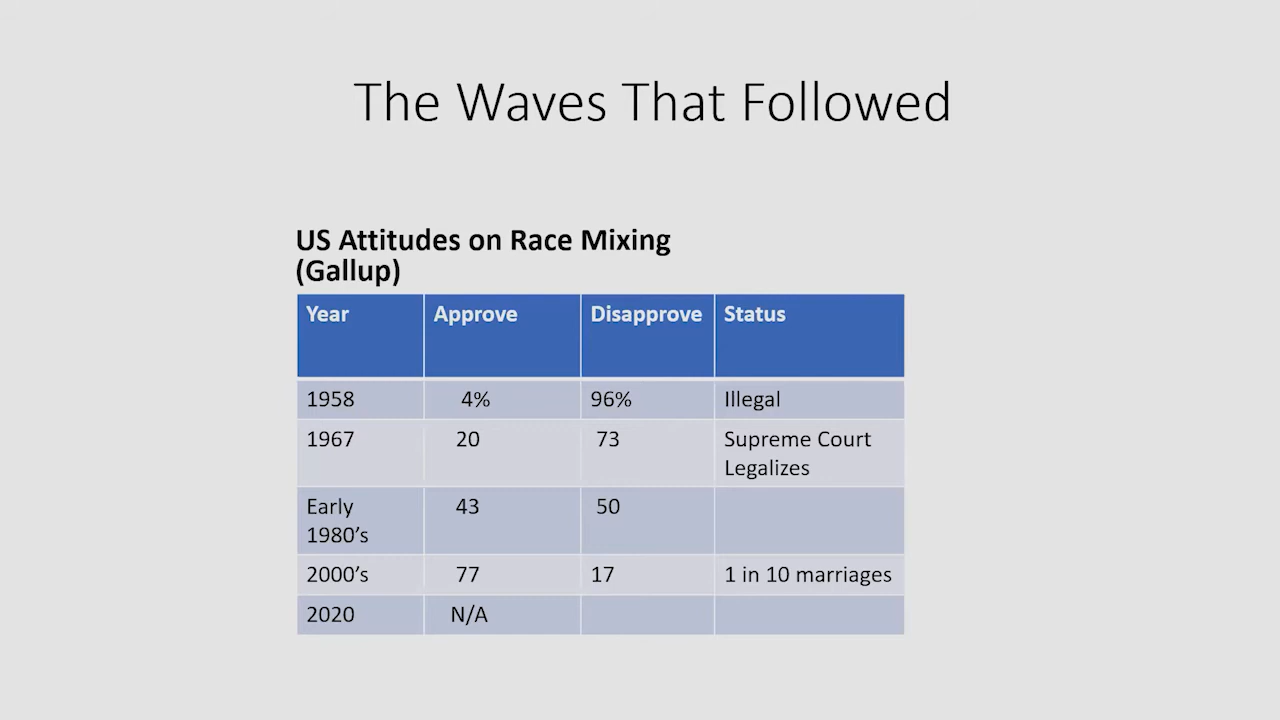 The Waves That Followed
US Attitudes on Race Mixing
(Gallup)
Year Approve Disapprove Status
1958 4% 96% Illegal
1967 20 73 Supreme Court
Legalizes
Early 43 50
1980’s
2000’s 77 17 1 in 10 marriages
2020 N/A